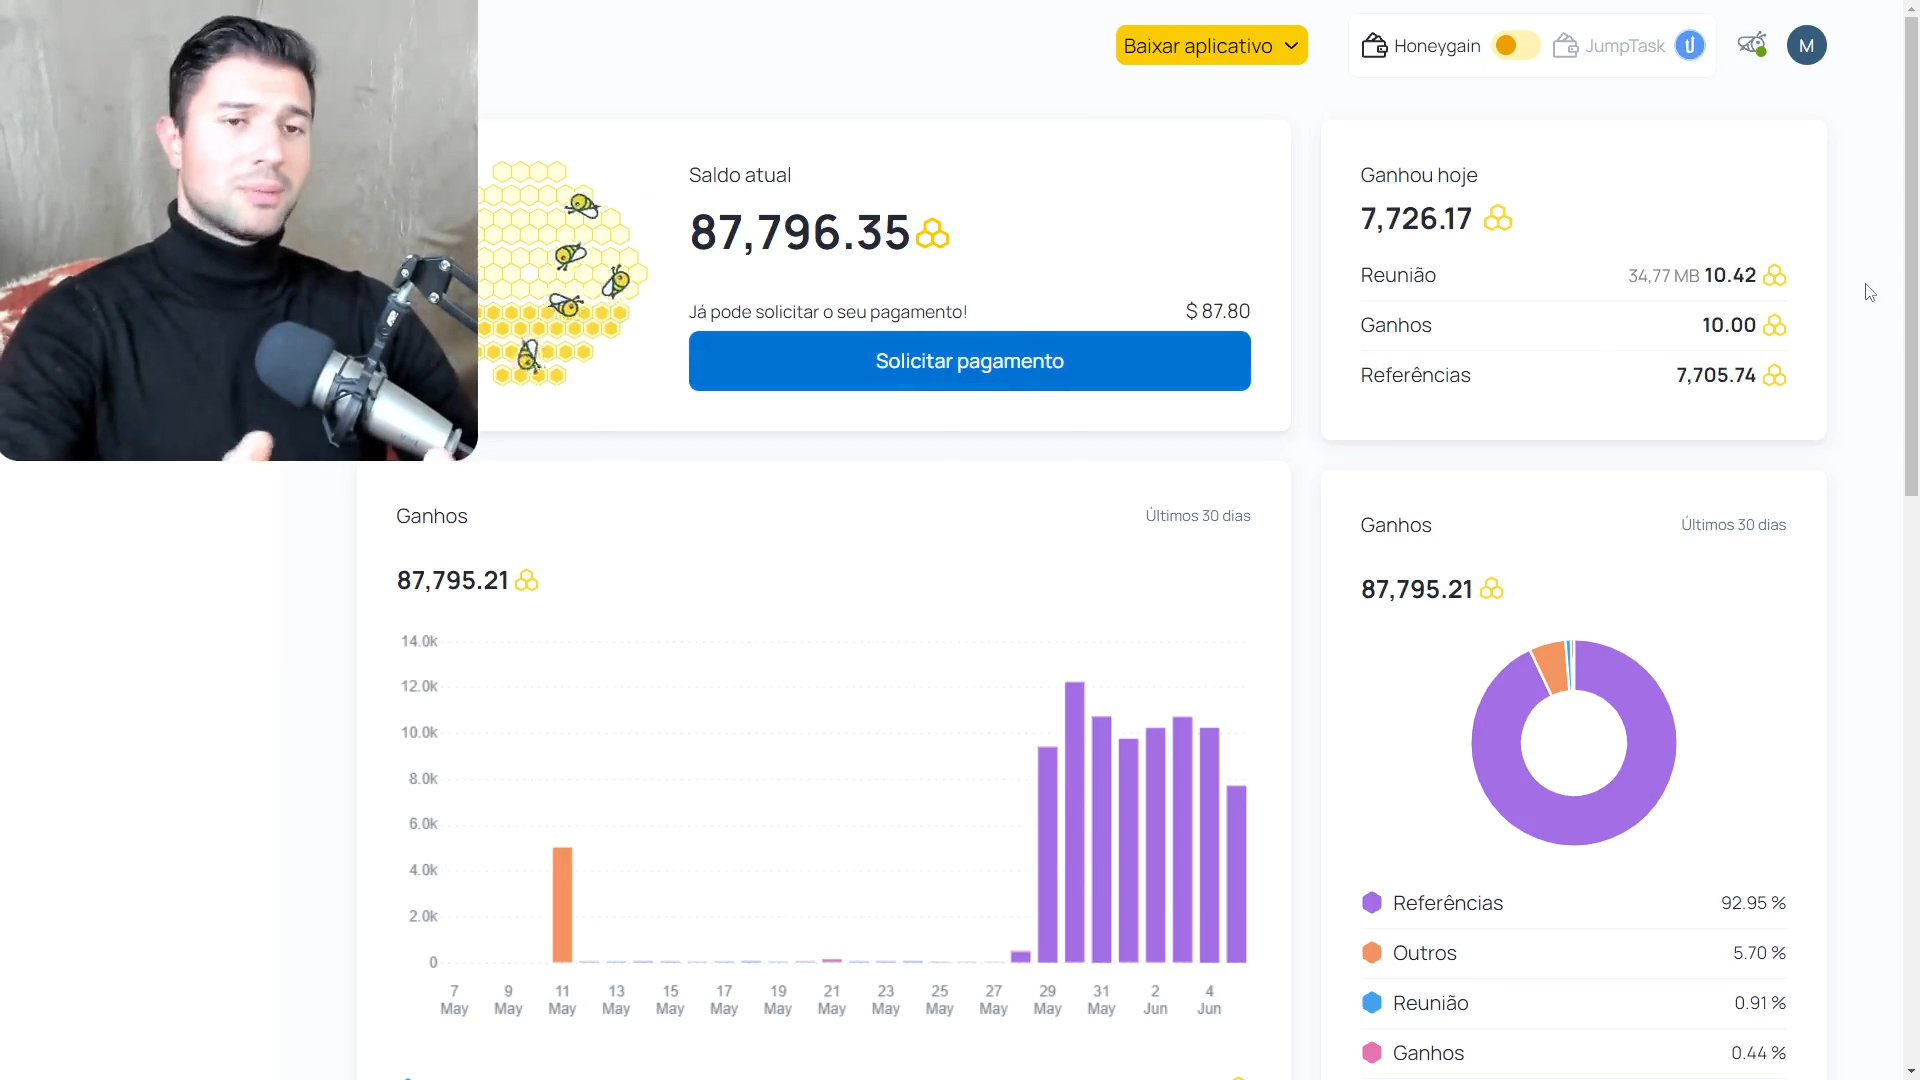 Baixar aplicativo
Honeygain
JumpTask
M
Saldo atual
87,796.35
Já pode solicitar o seu pagamento!
$ 87.80
Solicitar pagamento
Ganhou hoje
7,726.17
Reunião 34,77 MB 10.42
Ganhos 10.00
Referências 7,705.74
Ganhos
Últimos 30 dias
87,795.21
14.0k
12.0k
10.0k
8.0k
6.0k
4.0k
2.0k
0
7 9 11 13 15 17 19 21 23 25 27 29 31 2 4
May May May May May May May May May May May May May Jun Jun
Ganhos
Últimos 30 dias
87,795.21
Referências 92.95 %
Outros 5.70 %
Reunião 0.91 %
Ganhos 0.44 %